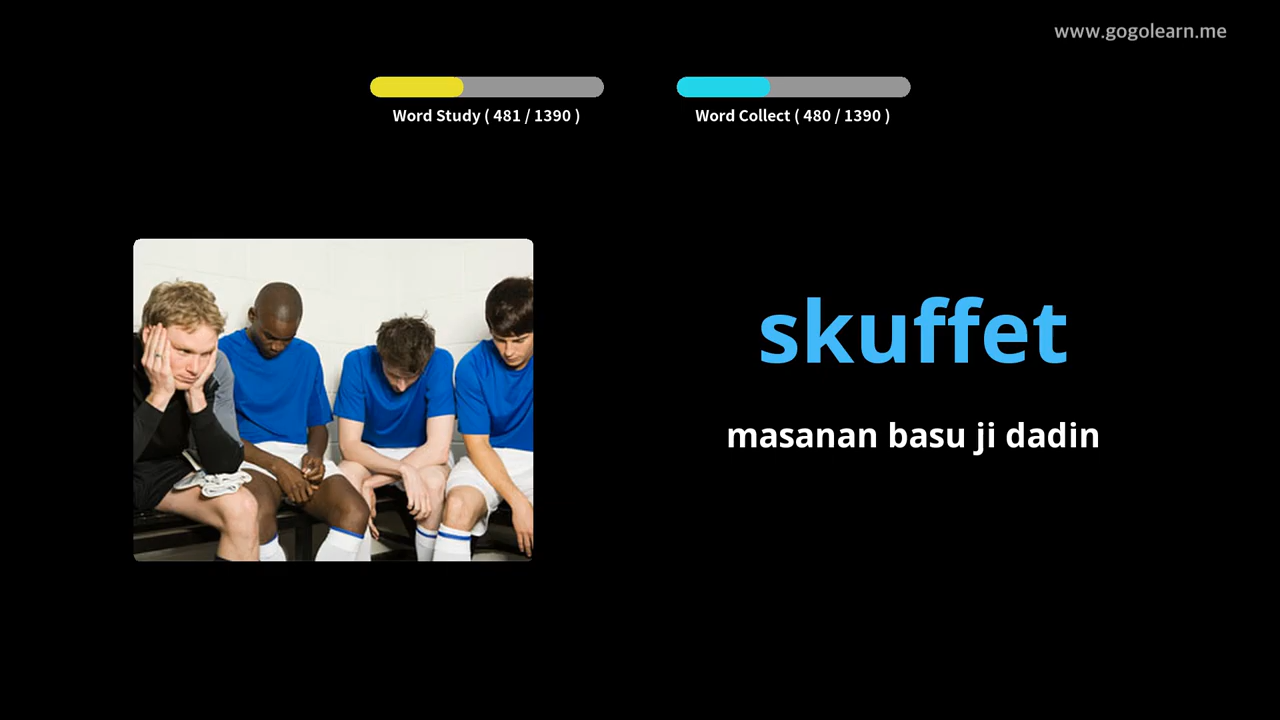 www.gogolearn.me
Word Study ( 481 / 1390 )
Word Collect ( 480 / 1390 )
skuffet
masanan basu ji dadin